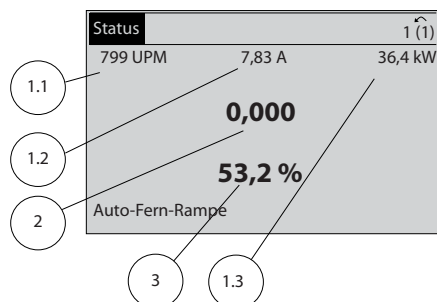 Status 1 (1)
799 UPM 7,83 A 36,4 kW
1.1
0,000
1.2
53,2 %
2
Auto-Fern-Rampe
3 1.3